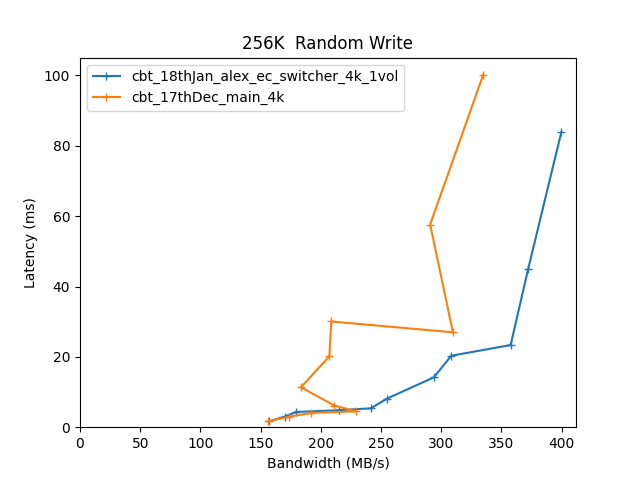 256K  Random Write
cbt_18thJan_alex_ec_switcher_4k_1vol
cbt_17thDec_main_4k
Latency (ms)
100
80
60
40
20
0
0 50 100 150 200 250 300 350 400
Bandwidth (MB/s)